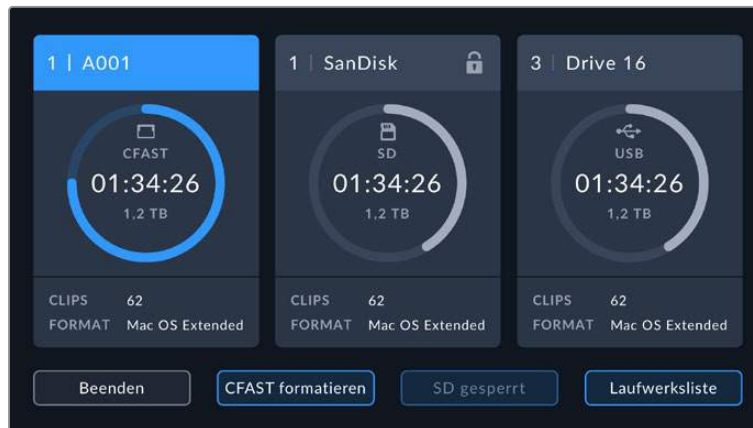 1 | A001
CFAST
01:34:26
1,2 TB
CLIPS 62
FORMAT Mac OS Extended
1 | SanDisk
SD
01:34:26
1,2 TB
CLIPS 62
FORMAT Mac OS Extended
3 | Drive 16
USB
01:34:26
1,2 TB
CLIPS 62
FORMAT Mac OS Extended
Beenden
CFAST formatieren
SD gesperrt
Laufwerksliste